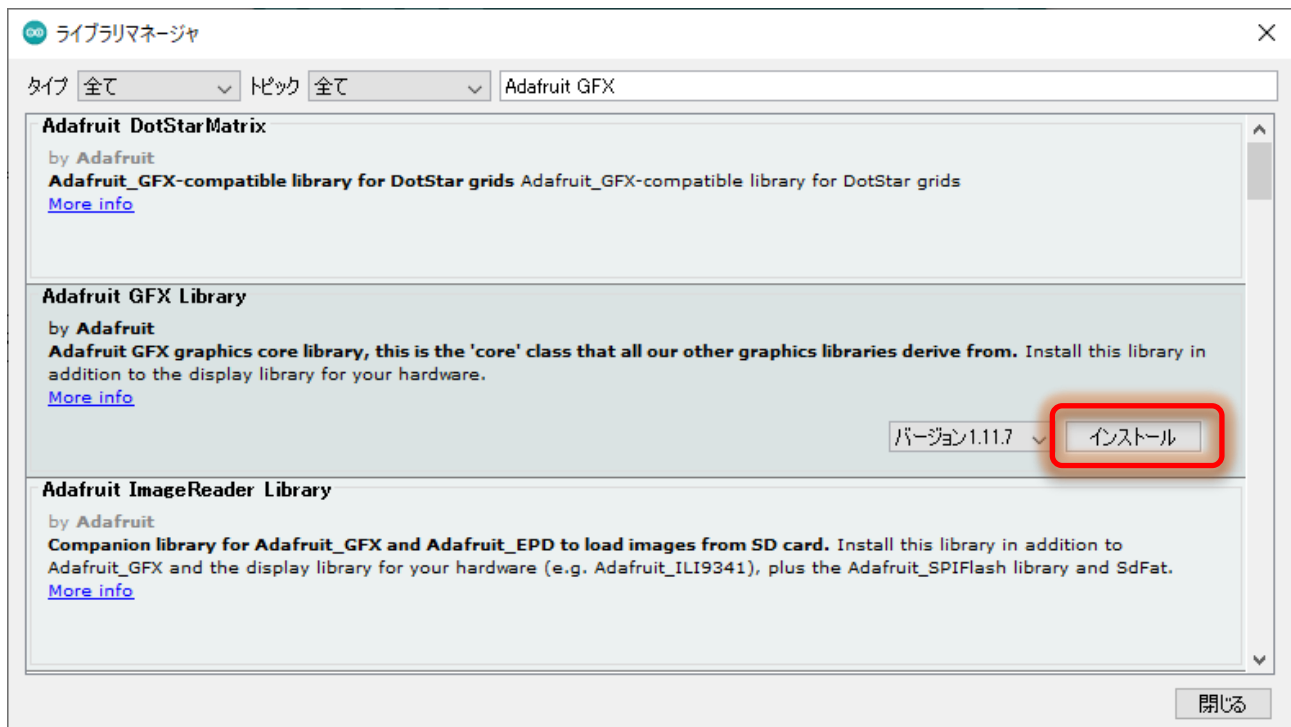 ライブラリマネージャ
タイプ 全て トピック 全て Adafruit GFX
Adafruit DotStarMatrix
by Adafruit
Adafruit_GFX-compatible library for DotStar grids Adafruit_GFX-compatible library for DotStar grids
More info
Adafruit GFX Library
by Adafruit
Adafruit GFX graphics core library, this is the 'core' class that all our other graphics libraries derive from. Install this library in
addition to the display library for your hardware.
More info
バージョン1.11.7 インストール
Adafruit ImageReader Library
by Adafruit
Companion library for Adafruit_GFX and Adafruit_EPD to load images from SD card. Install this library in addition to
Adafruit_GFX and the display library for your hardware (e.g. Adafruit_ILI9341), plus the Adafruit_SPIFlash library and SdFat.
More info
閉じる